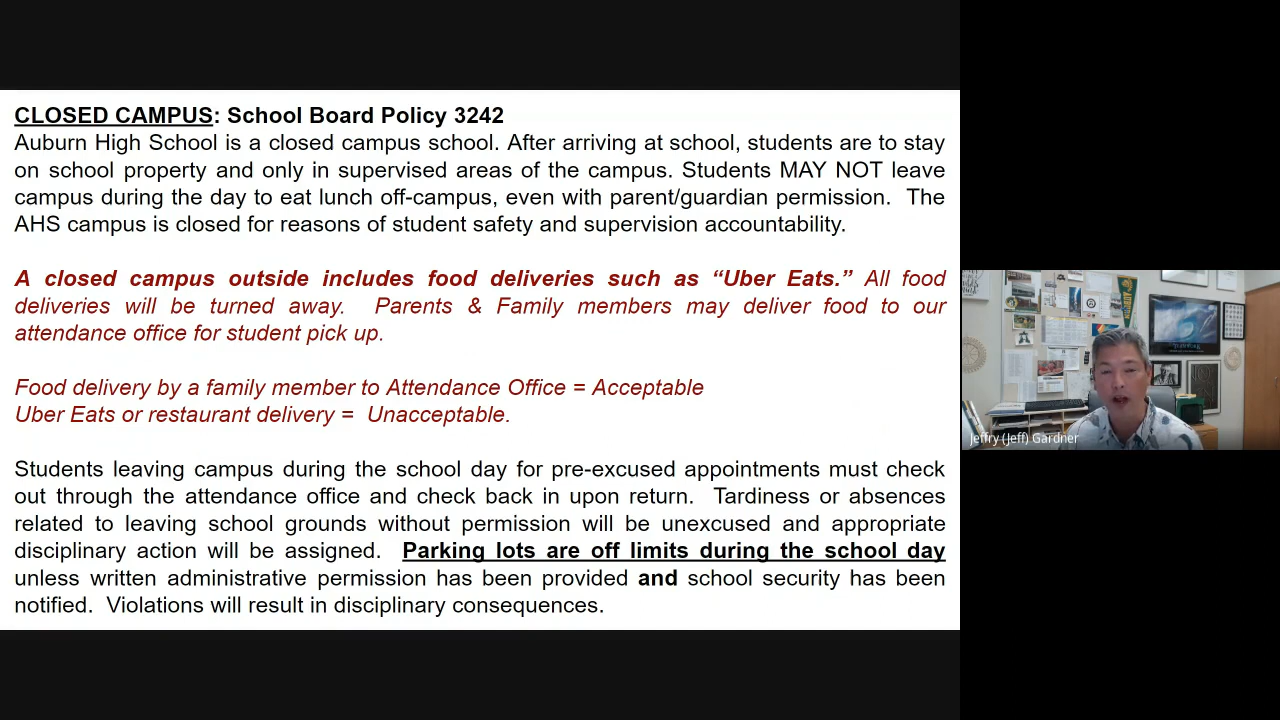 CLOSED CAMPUS: School Board Policy 3242
Auburn High School is a closed campus school. After arriving at school, students are to stay
on school property and only in supervised areas of the campus. Students MAY NOT leave
campus during the day to eat lunch off-campus, even with parent/guardian permission. The
AHS campus is closed for reasons of student safety and supervision accountability.
A closed campus outside includes food deliveries such as “Uber Eats.” All food
deliveries will be turned away. Parents & Family members may deliver food to our
attendance office for student pick up.
Food delivery by a family member to Attendance Office = Acceptable
Uber Eats or restaurant delivery = Unacceptable.
Students leaving campus during the school day for pre-excused appointments must check
out through the attendance office and check back in upon return. Tardiness or absences
related to leaving school grounds without permission will be unexcused and appropriate
disciplinary action will be assigned. Parking lots are off limits during the school day
unless written administrative permission has been provided and school security has been
notified. Violations will result in disciplinary consequences.
Jeffry (Jeff) Gardner